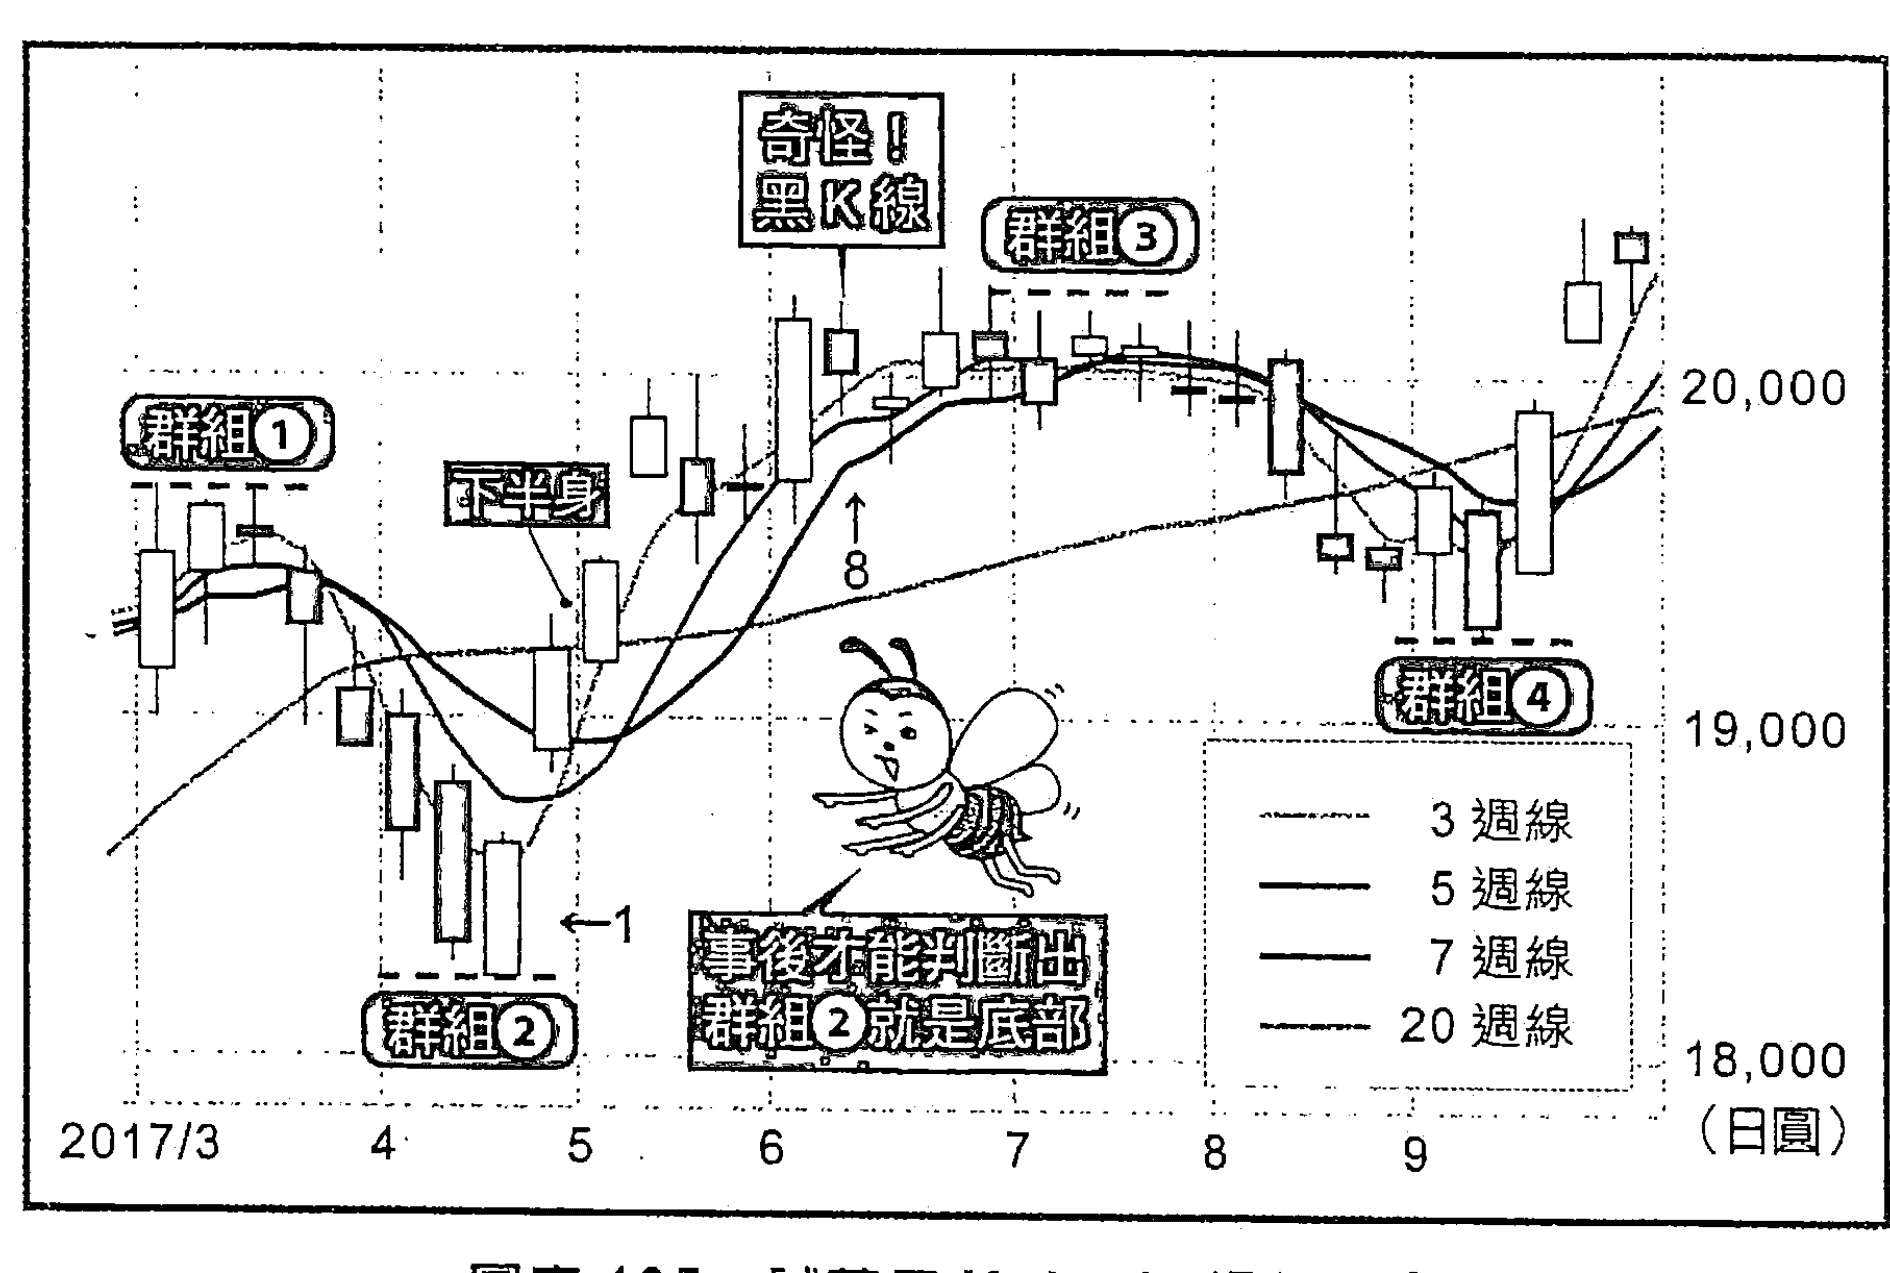 奇怪！
黑K線
群組③
群組①
下半身
20,000
8
群組④
19,000
3 週線
5 週線
7 週線
20 週線
←1
群組②
事後才能判斷出
群組②就是底部
18,000
2017/3 4 5 6 7 8 9
（日圓）